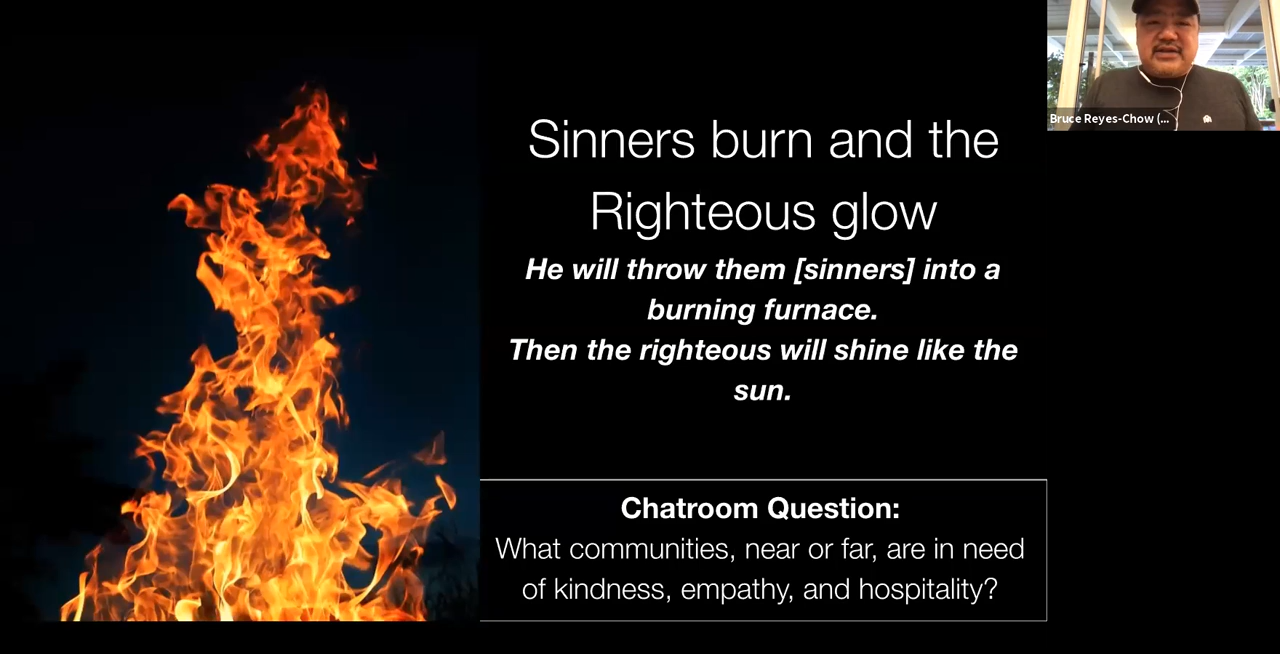 Sinners burn and the
Righteous glow
He will throw them [sinners] into a
burning furnace.
Then the righteous will shine like the
sun.
Chatroom Question:
What communities, near or far, are in need
of kindness, empathy, and hospitality?
Bruce Reyes-Chow (...